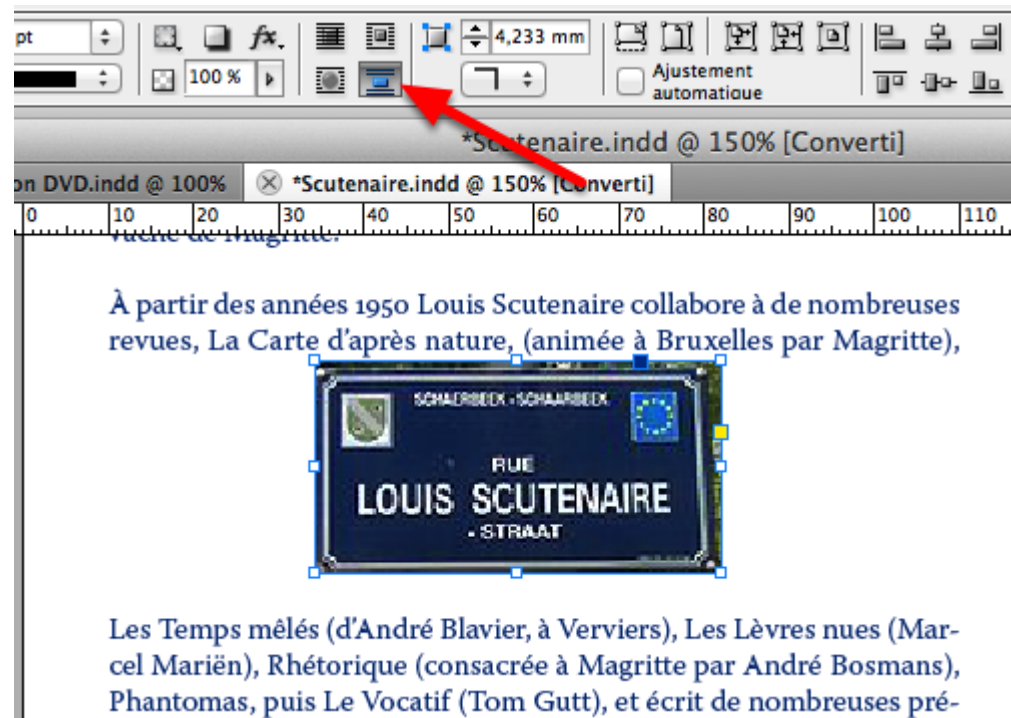 pt
fx.
4,233 mm
100 %
Ajustement
automatique
*Scutenaire.indd @ 150% [Converti]
on DVD.indd @ 100%
*Scutenaire.indd @ 150% [Converti]
0 10 20 30 40 50 60 70 80 90 100 110
vache de Magritte.
À partir des années 1950 Louis Scutenaire collabore à de nombreuses
revues, La Carte d'après nature, (animée à Bruxelles par Magritte),
SCHAERBEEK - SCHAARBEEK
RUE
LOUIS SCUTENAIRE
- STRAAT
Les Temps mêlés (d'André Blavier, à Verviers), Les Lèvres nues (Mar-
cel Mariën), Rhétorique (consacrée à Magritte par André Bosmans),
Phantomas, puis Le Vocatif (Tom Gutt), et écrit de nombreuses pré-